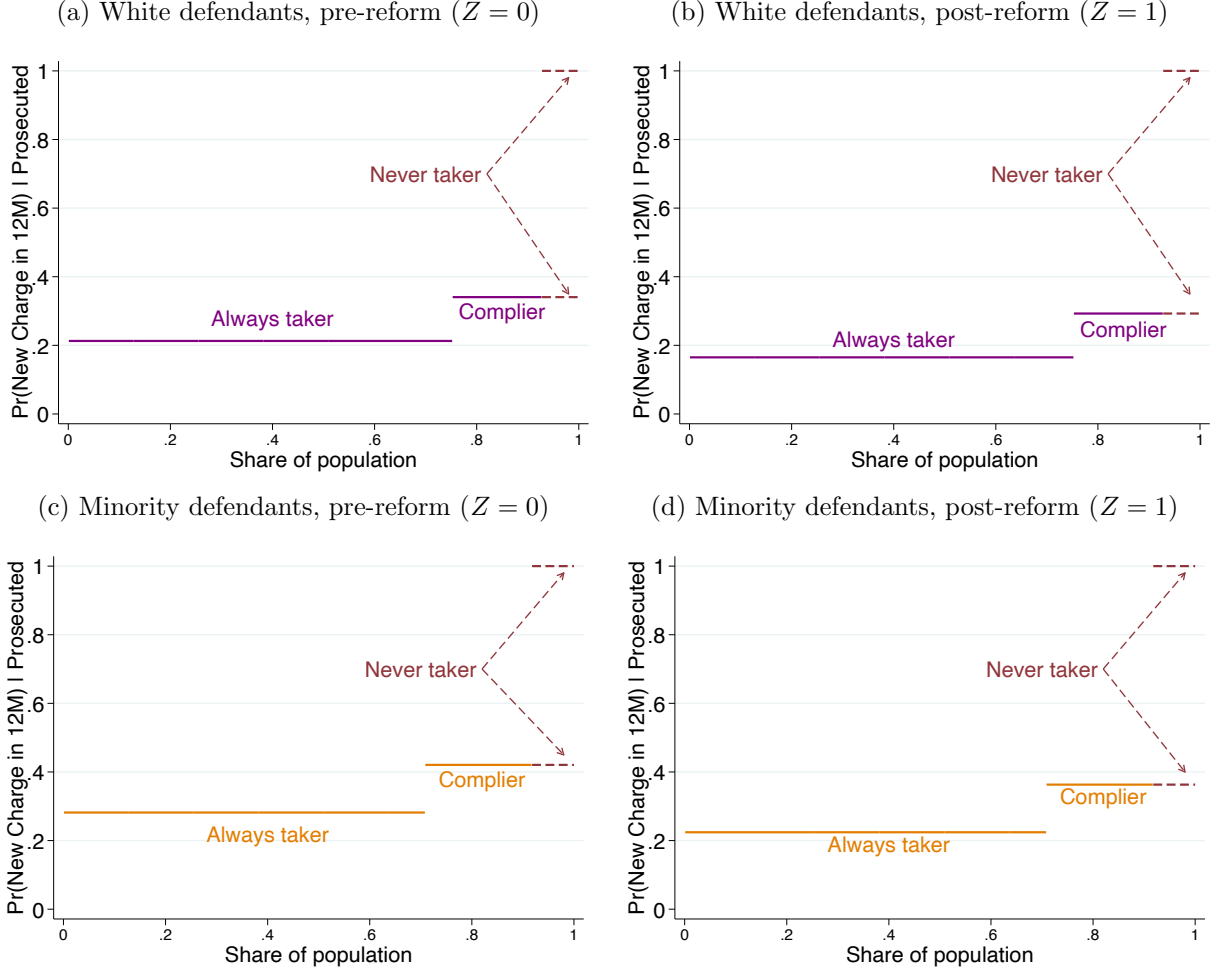 (a) White defendants, pre-reform (Z = 0)
Pr(New Charge in 12M) | Prosecuted
1
.8
.6
.4
.2
0
Never taker
Always taker
Complier
0 .2 .4 .6 .8 1
Share of population
(b) White defendants, post-reform (Z = 1)
Pr(New Charge in 12M) | Prosecuted
1
.8
.6
.4
.2
0
Never taker
Always taker
Complier
0 .2 .4 .6 .8 1
Share of population
(c) Minority defendants, pre-reform (Z = 0)
Pr(New Charge in 12M) | Prosecuted
1
.8
.6
.4
.2
0
Never taker
Complier
Always taker
0 .2 .4 .6 .8 1
Share of population
(d) Minority defendants, post-reform (Z = 1)
Pr(New Charge in 12M) | Prosecuted
1
.8
.6
.4
.2
0
Never taker
Complier
Always taker
0 .2 .4 .6 .8 1
Share of population